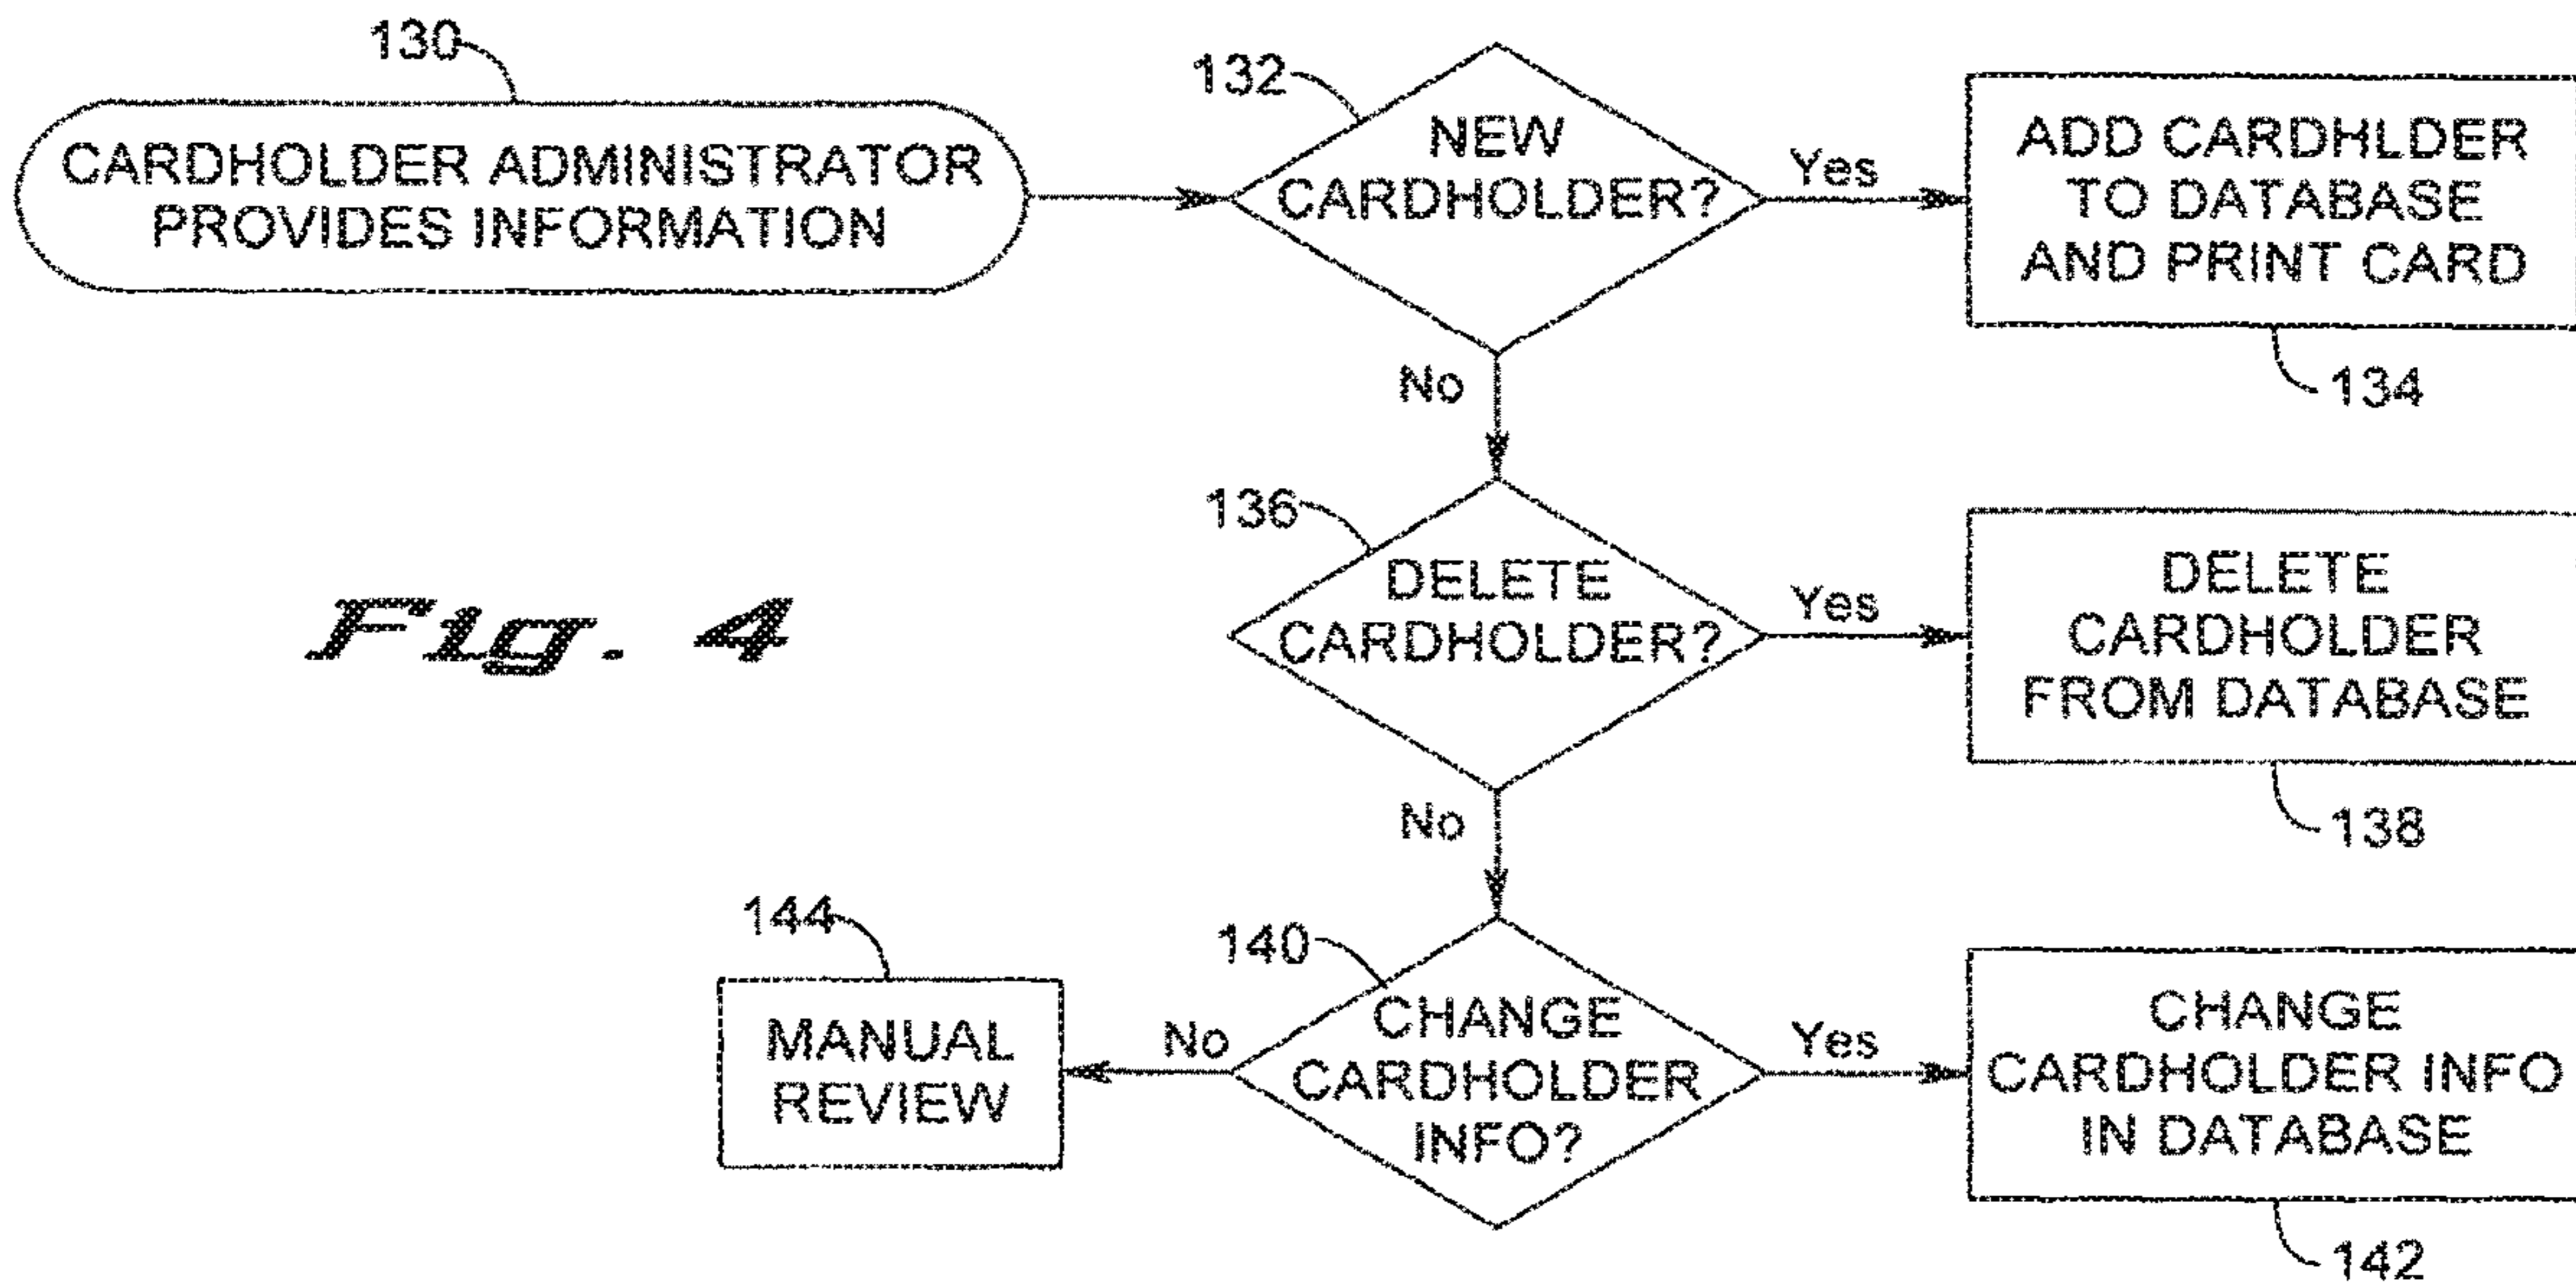 130
CARDHOLDER ADMINISTRATOR
PROVIDES INFORMATION
132
NEW
CARDHOLDER?
Yes
ADD CARDHLDER
TO DATABASE
AND PRINT CARD
134
No
136
DELETE
CARDHOLDER?
Yes
DELETE
CARDHOLDER
FROM DATABASE
138
Fig. 4
No
140
CHANGE
CARDHOLDER
INFO?
Yes
CHANGE
CARDHOLDER INFO
IN DATABASE
142
No
144
MANUAL
REVIEW